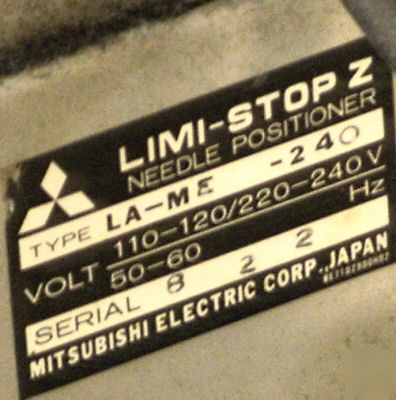 LIMI-STOP Z
NEEDLE POSITIONER
TYPE LA-ME -240
VOLT 110-120/220-240V
50-60 Hz
SERIAL 8 2 2
MITSUBISHI ELECTRIC CORP. JAPAN